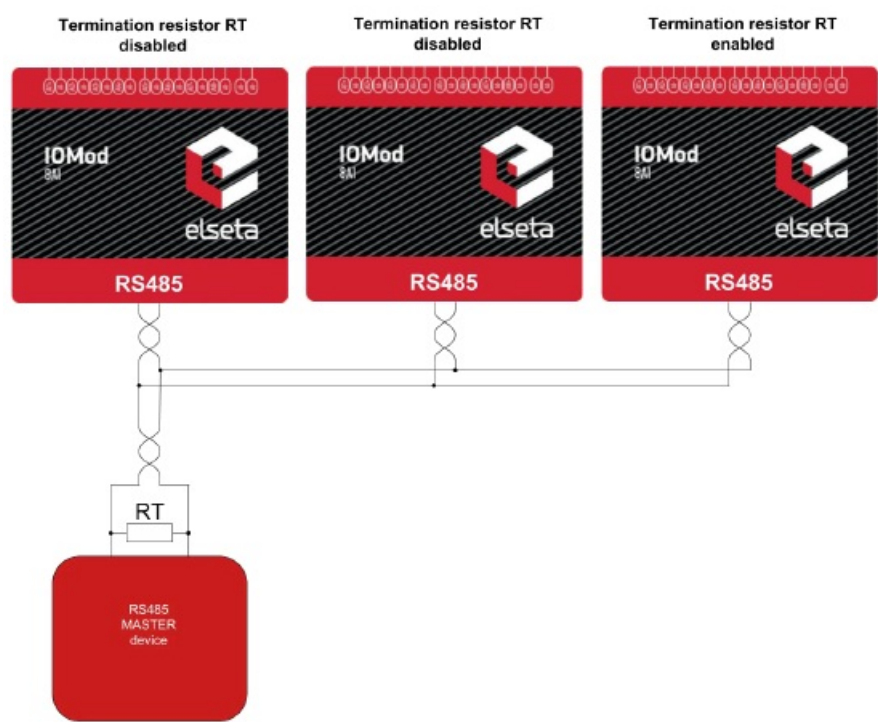 Termination resistor RT
disabled
Termination resistor RT
disabled
Termination resistor RT
enabled
IOMod
8AI
elseta
RS485
IOMod
8AI
elseta
RS485
IOMod
8AI
elseta
RS485
RT
RS485
MASTER
device